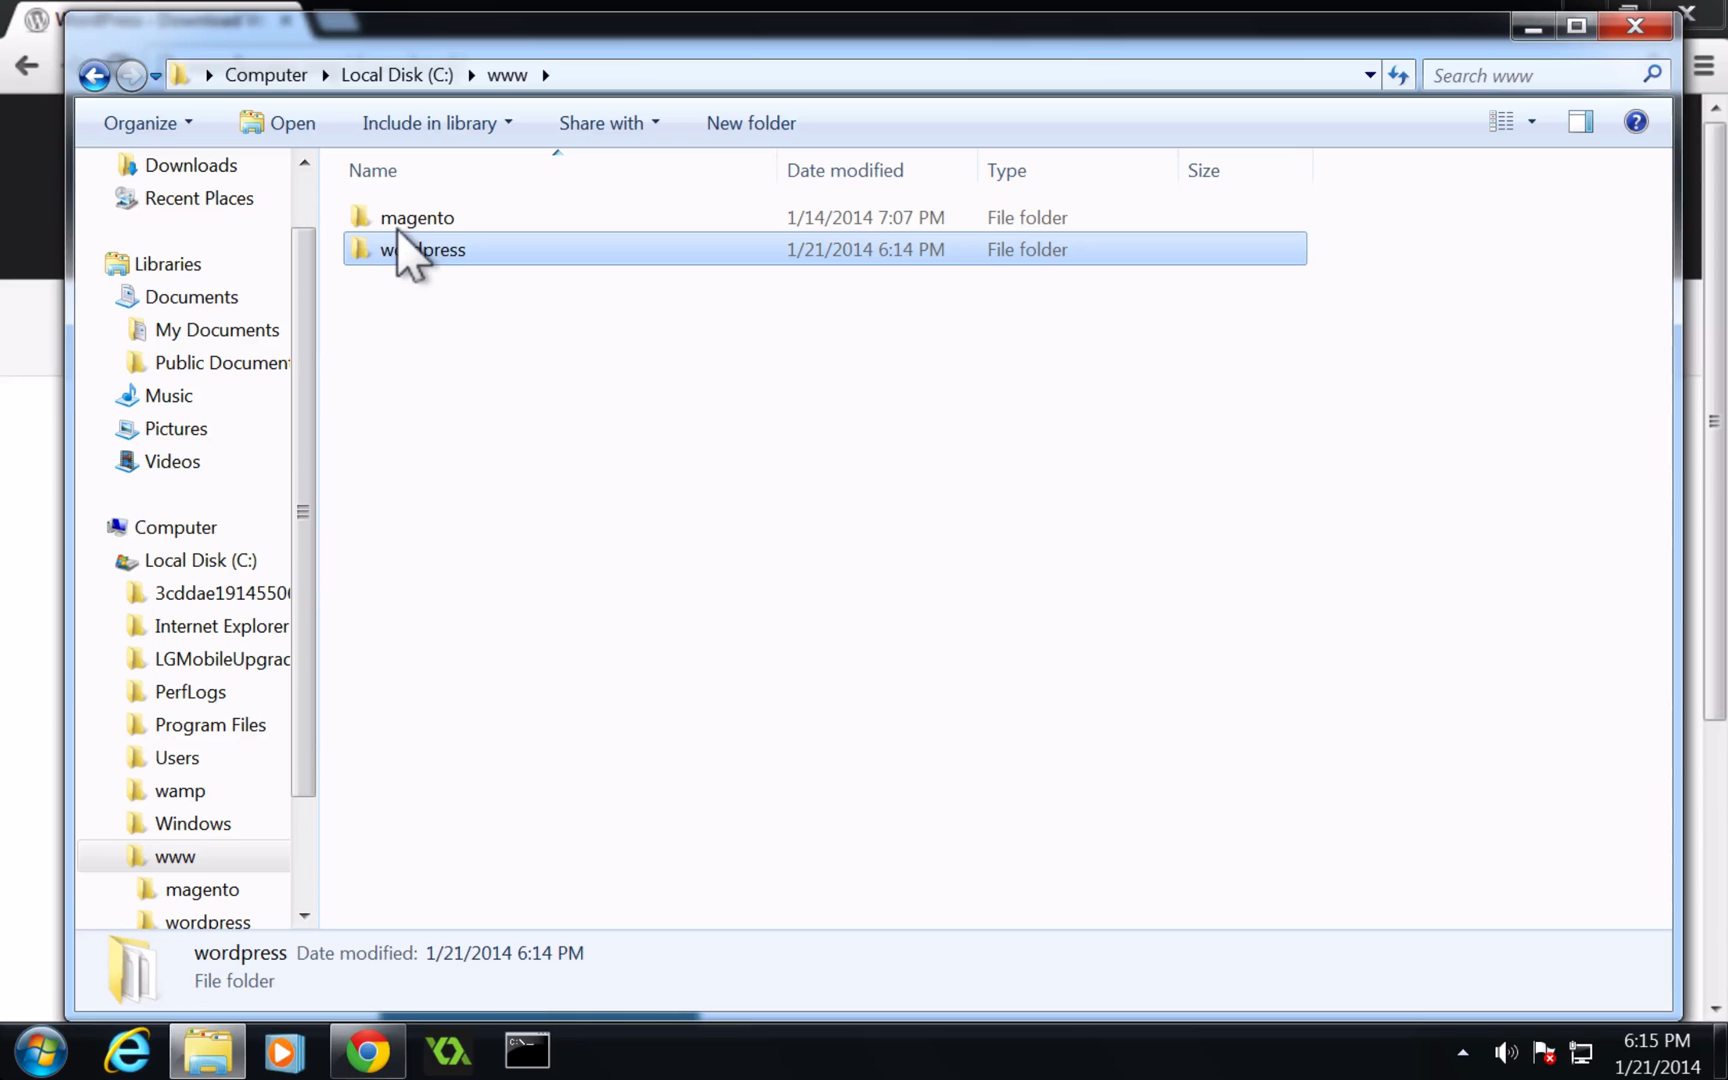 Computer Local Disk (C:) www
Search www
Organize Open Include in library Share with New folder
Name Date modified Type Size
magento 1/14/2014 7:07 PM File folder
wordpress 1/21/2014 6:14 PM File folder
Downloads
Recent Places
Libraries
Documents
My Documents
Public Document
Music
Pictures
Videos
Computer
Local Disk (C:)
3cddae19145506
Internet Explorer
LGMobileUpgrad
PerfLogs
Program Files
Users
wamp
Windows
www
magento
wordpress
wordpress Date modified: 1/21/2014 6:14 PM
File folder
6:15 PM
1/21/2014